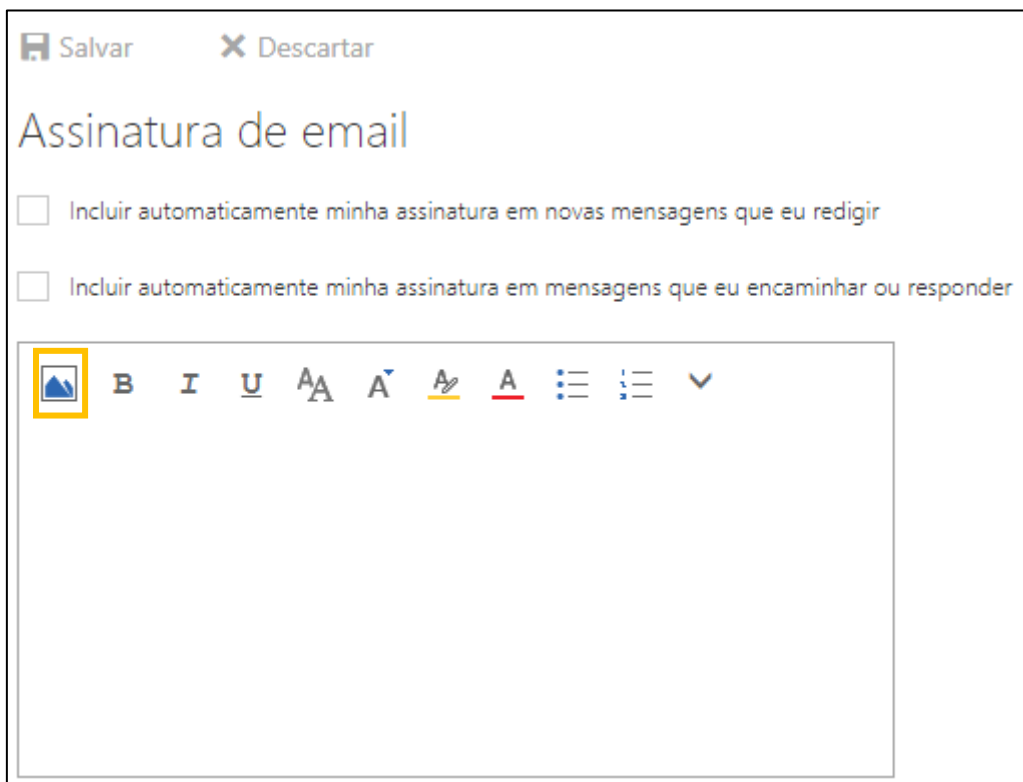 Salvar Descartar
Assinatura de email
Incluir automaticamente minha assinatura em novas mensagens que eu redigir
Incluir automaticamente minha assinatura em mensagens que eu encaminhar ou responder
B I U AA A A A